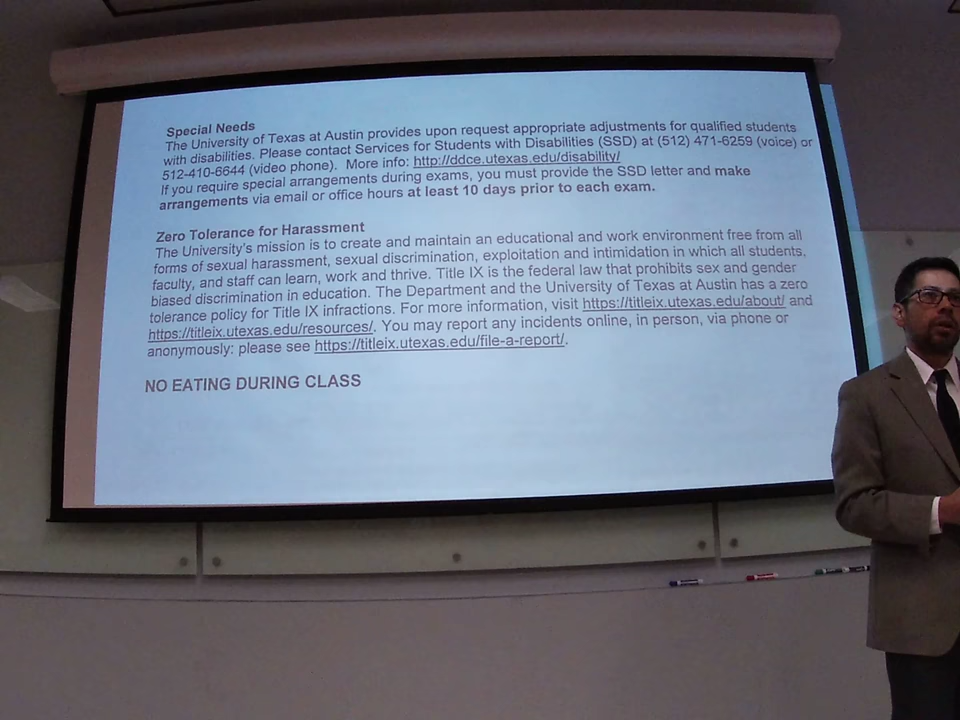 Special Needs
The University of Texas at Austin provides upon request appropriate adjustments for qualified students
with disabilities. Please contact Services for Students with Disabilities (SSD) at (512) 471-6259 (voice) or
512-410-6644 (video phone). More info: http://ddce.utexas.edu/disability/
If you require special arrangements during exams, you must provide the SSD letter and make
arrangements via email or office hours at least 10 days prior to each exam.
Zero Tolerance for Harassment
The University's mission is to create and maintain an educational and work environment free from all
forms of sexual harassment, sexual discrimination, exploitation and intimidation in which all students,
faculty, and staff can learn, work and thrive. Title IX is the federal law that prohibits sex and gender
biased discrimination in education. The Department and the University of Texas at Austin has a zero
tolerance policy for Title IX infractions. For more information, visit https://titleix.utexas.edu/about/ and
https://titleix.utexas.edu/resources/. You may report any incidents online, in person, via phone or
anonymously: please see https://titleix.utexas.edu/file-a-report/.
NO EATING DURING CLASS